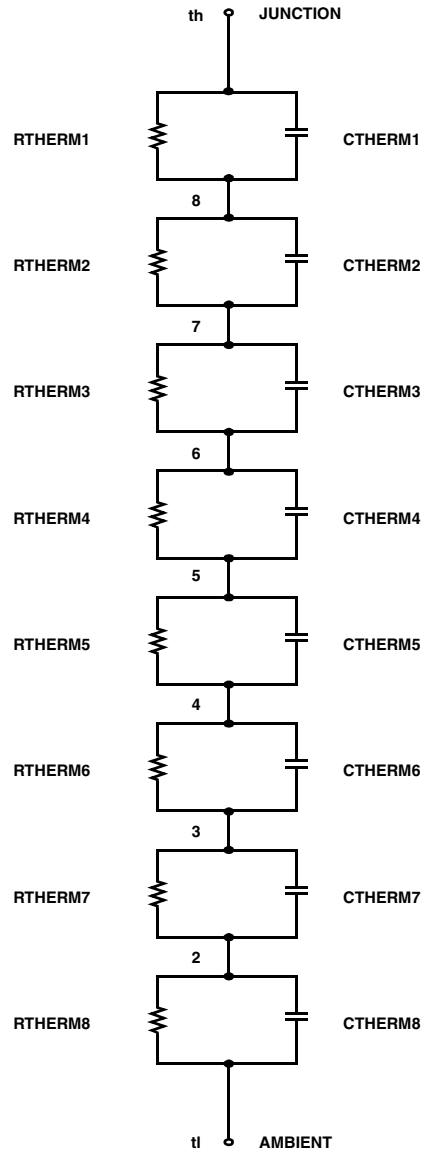 th JUNCTION
RTHERM1 CTHERM1
8
RTHERM2 CTHERM2
7
RTHERM3 CTHERM3
6
RTHERM4 CTHERM4
5
RTHERM5 CTHERM5
4
RTHERM6 CTHERM6
3
RTHERM7 CTHERM7
2
RTHERM8 CTHERM8
tl AMBIENT